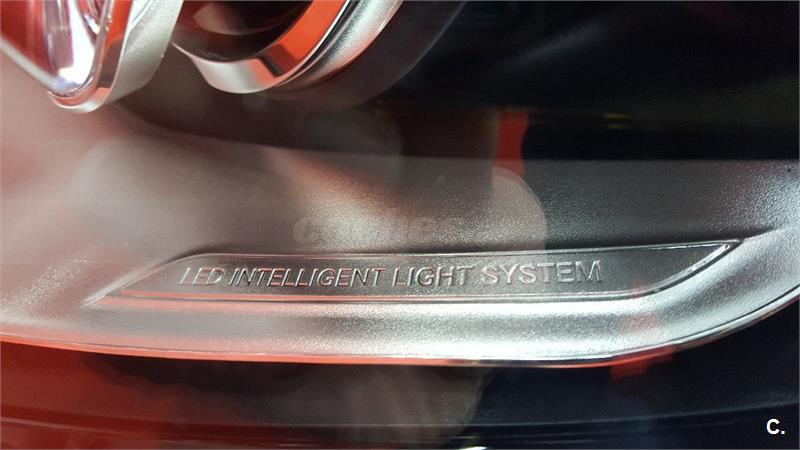 LED INTELLIGENT LIGHT SYSTEM
C.